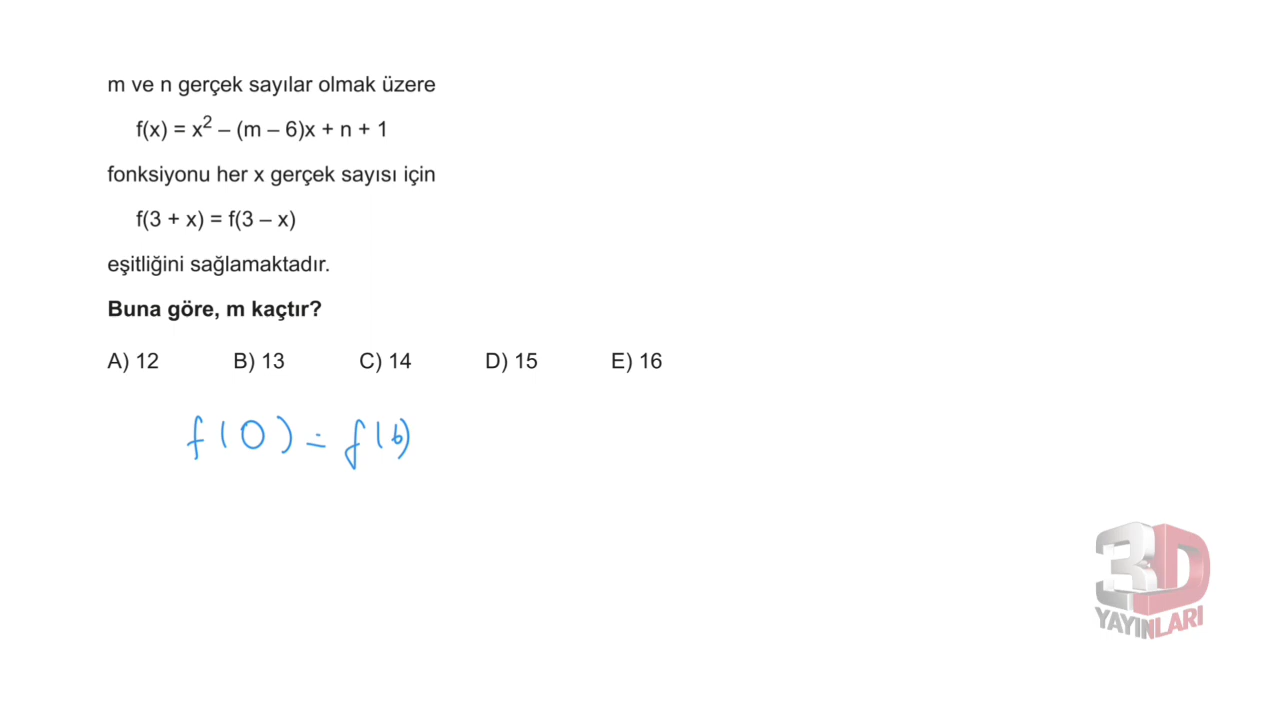 m ve n gerçek sayılar olmak üzere
f(x) = x² – (m – 6)x + n + 1
fonksiyonu her x gerçek sayısı için
f(3 + x) = f(3 – x)
eşitliğini sağlamaktadır.
Buna göre, m kaçtır?
A) 12 B) 13 C) 14 D) 15 E) 16
f(0) = f(6)
3D
YAYINLARI